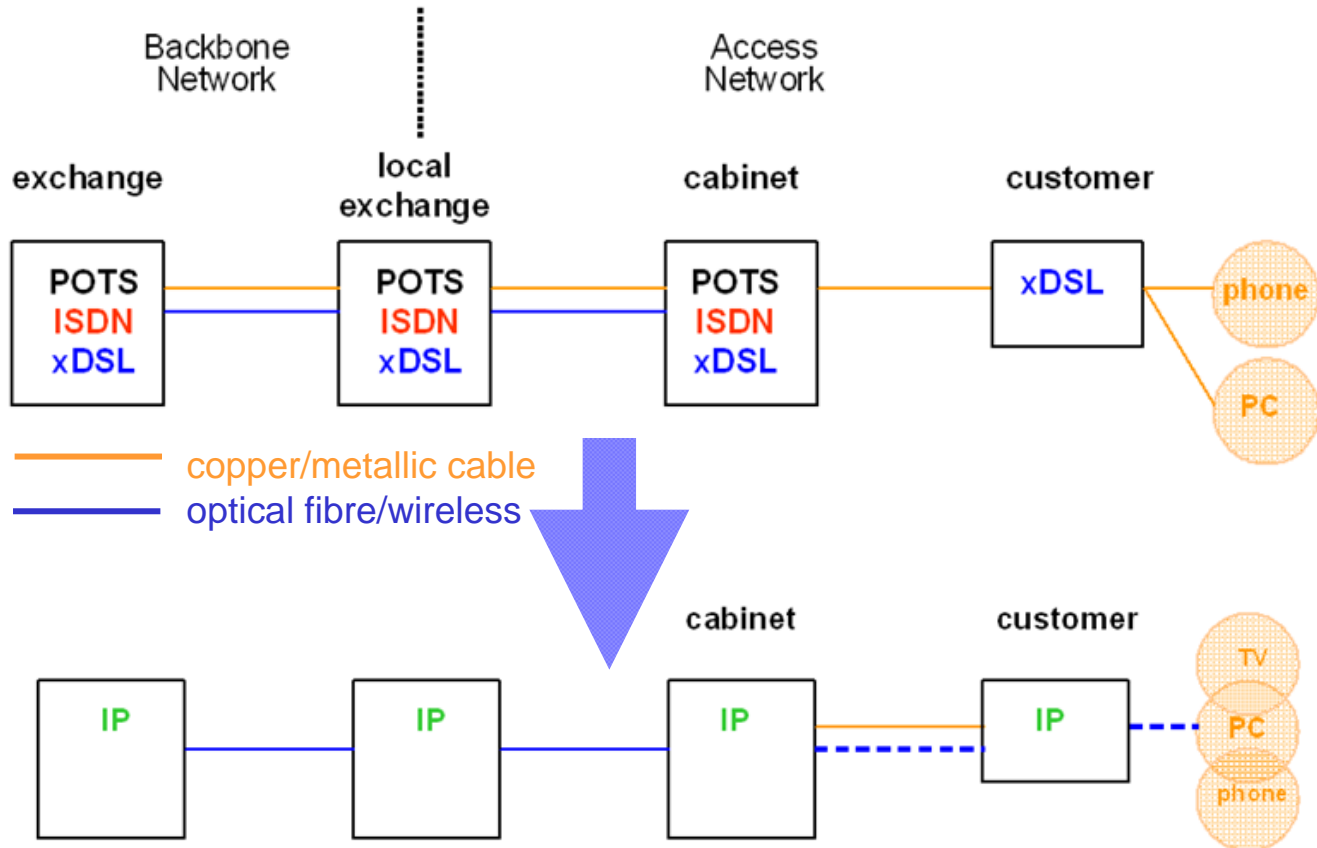 Backbone
Network
Access
Network
exchange
local
exchange
cabinet
customer
POTS
ISDN
xDSL
POTS
ISDN
xDSL
POTS
ISDN
xDSL
xDSL
phone
PC
copper/metallic cable
optical fibre/wireless
cabinet
customer
IP
IP
IP
IP
TV
PC
phone